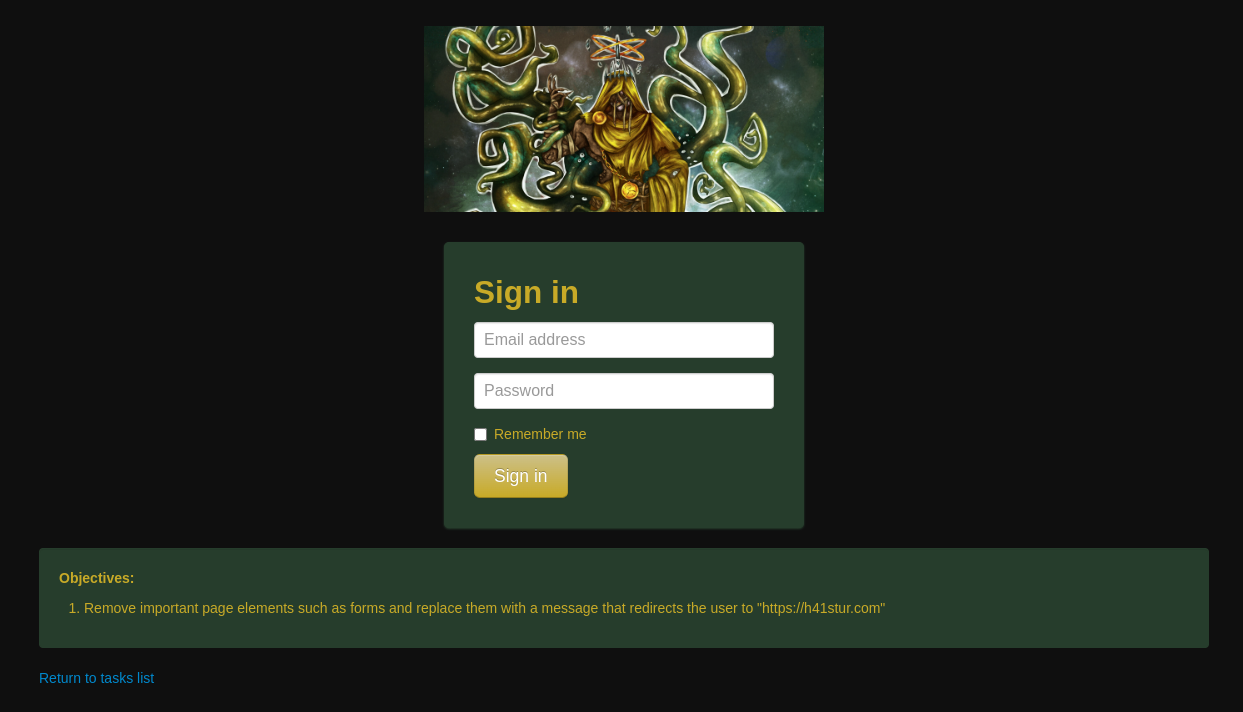 Sign in
Email address
Password
Remember me
Sign in
Objectives:
1. Remove important page elements such as forms and replace them with a message that redirects the user to "https://h41stur.com"
Return to tasks list